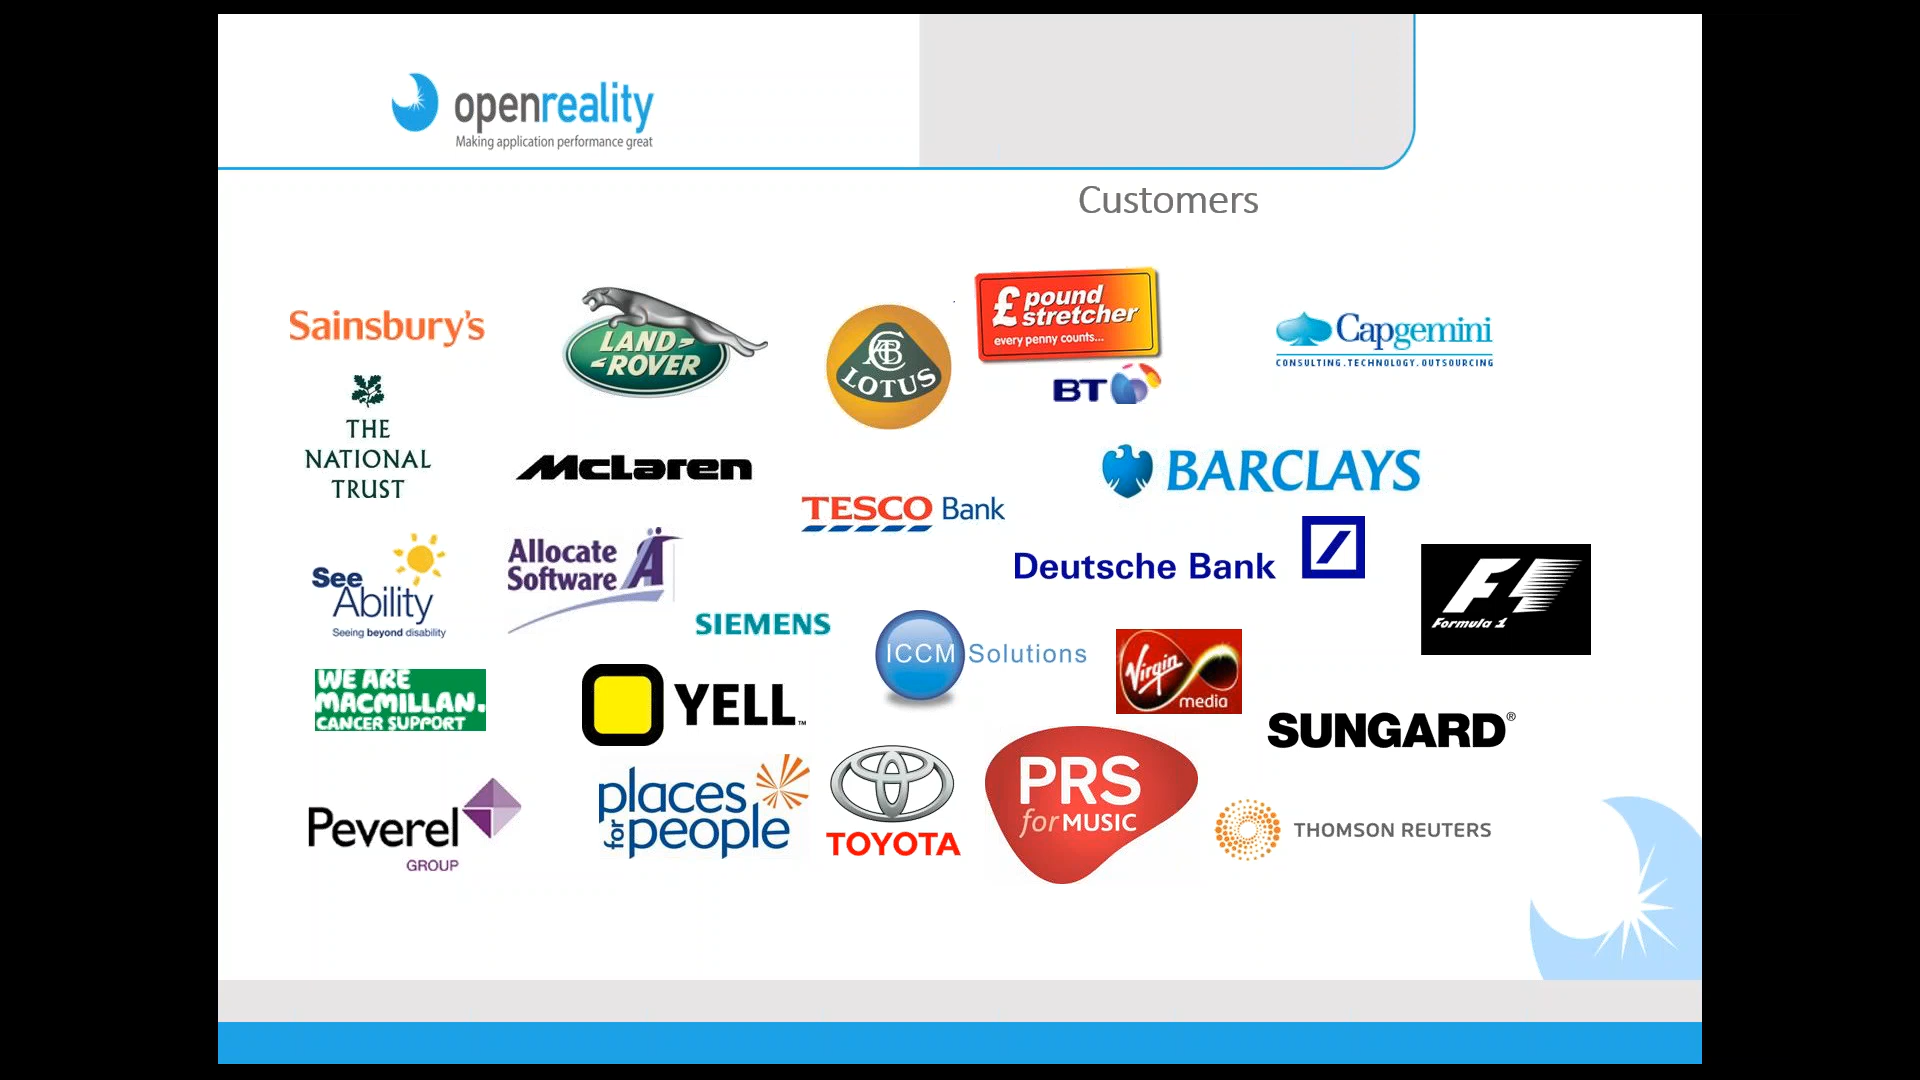 openreality
Making application performance great
Customers
Sainsbury's
LAND-
-ROVER
ACBC
LOTUS
£ pound
stretcher
every penny counts...
BT
Capgemini
CONSULTING.TECHNOLOGY.OUTSOURCING
THE
NATIONAL
TRUST
McLaren
TESCO Bank
BARCLAYS
See
Ability
Seeing beyond disability
Allocate
Software
Deutsche Bank
F1
Formula 1
SIEMENS
ICCM Solutions
Virgin
media
WE ARE
MACMILLAN.
CANCER SUPPORT
YELL™
SUNGARD®
Peverel
GROUP
places
for people
TOYOTA
PRS
for MUSIC
THOMSON REUTERS